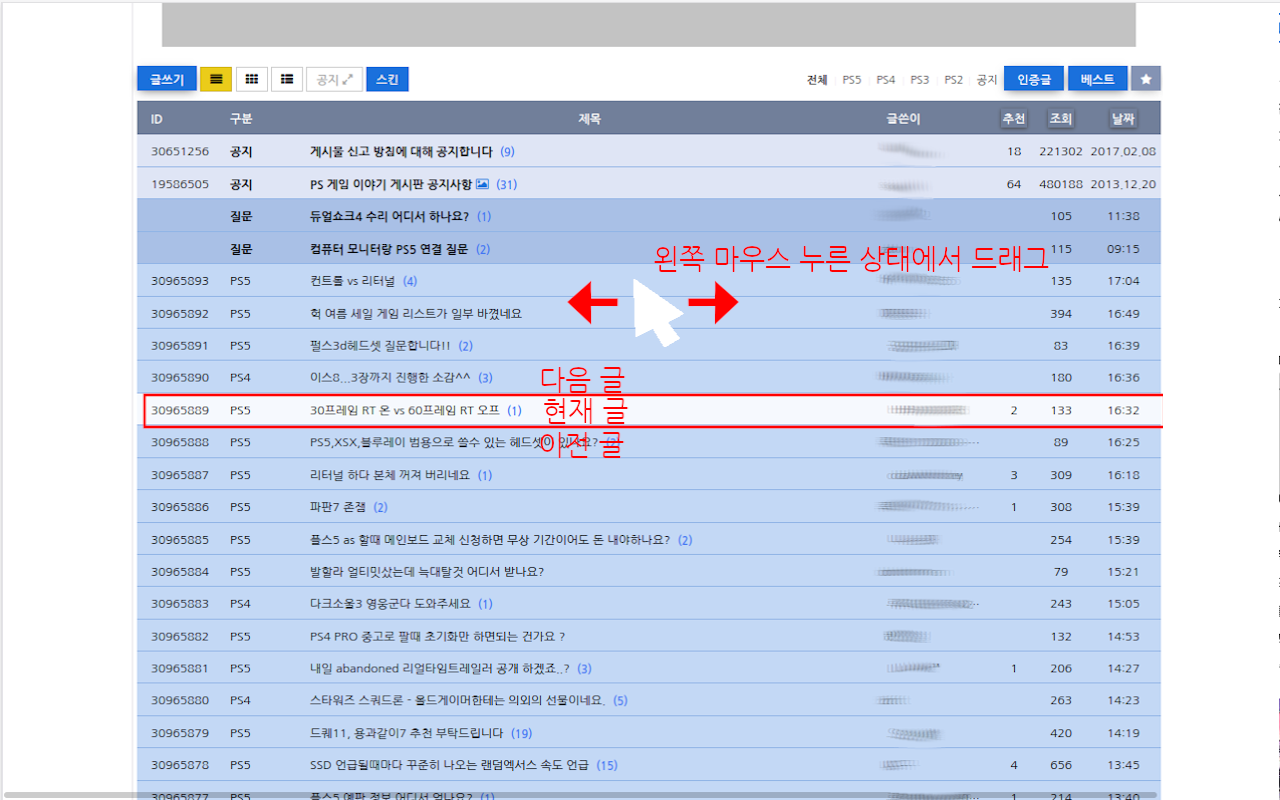 글쓰기 공지 스킨 전체 PS5 PS4 PS3 PS2 공지 인증글 베스트
ID 구분 제목 글쓴이 추천 조회 날짜
30651256 공지 게시물 신고 방침에 대해 공지합니다 (9) 18 221302 2017.02.08
19586505 공지 PS 게임 이야기 게시판 공지사항 (31) 64 480188 2013.12.20
질문 듀얼쇼크4 수리 어디서 하나요? (1) 105 11:38
질문 컴퓨터 모니터랑 PS5 연결 질문 (2) 115 09:15
왼쪽 마우스 누른 상태에서 드래그
30965893 PS5 컨트롤 vs 리터널 (4) 135 17:04
30965892 PS5 헉 여름 세일 게임 리스트가 일부 바꼈네요 394 16:49
30965891 PS5 펄스3d헤드셋 질문합니다!! (2) 83 16:39
30965890 PS4 이스8...3장까지 진행한 소감^^ (3) 180 16:36
다음 글
30965889 PS5 30프레임 RT 온 vs 60프레임 RT 오프 (1) 2 133 16:32
현재 글
30965888 PS5 PS5,XSX,블루레이 범용으로 쓸수 있는 헤드셋이 있나요? (2) 89 16:25
이전 글
30965887 PS5 리터널 하다 본체 꺼져 버리네요 (1) 3 309 16:18
30965886 PS5 파판7 존잼 (2) 1 308 15:39
30965885 PS5 플스5 as 할때 메인보드 교체 신청하면 무상 기간이어도 돈 내야하나요? (2) 254 15:39
30965884 PS5 발할라 얼티밋샀는데 늑대탈것 어디서 받나요? 79 15:21
30965883 PS4 다크소울3 영웅군다 도와주세요 (1) 243 15:05
30965882 PS5 PS4 PRO 중고로 팔때 초기화만 하면되는 건가요 ? 132 14:53
30965881 PS5 내일 abandoned 리얼타임트레일러 공개 하겠죠..? (3) 1 206 14:27
30965880 PS4 스타워즈 스쿼드론 - 올드게이머한테는 의외의 선물이네요. (5) 263 14:23
30965879 PS5 드퀘11, 용과같이7 추천 부탁드립니다 (19) 420 14:19
30965878 PS5 SSD 언급될때마다 꾸준히 나오는 랜덤엑서스 속도 언급 (15) 4 656 13:45
30965877 PS5 플스5 예판 정보 어디서 얻나요? (1) 1 214 13:40